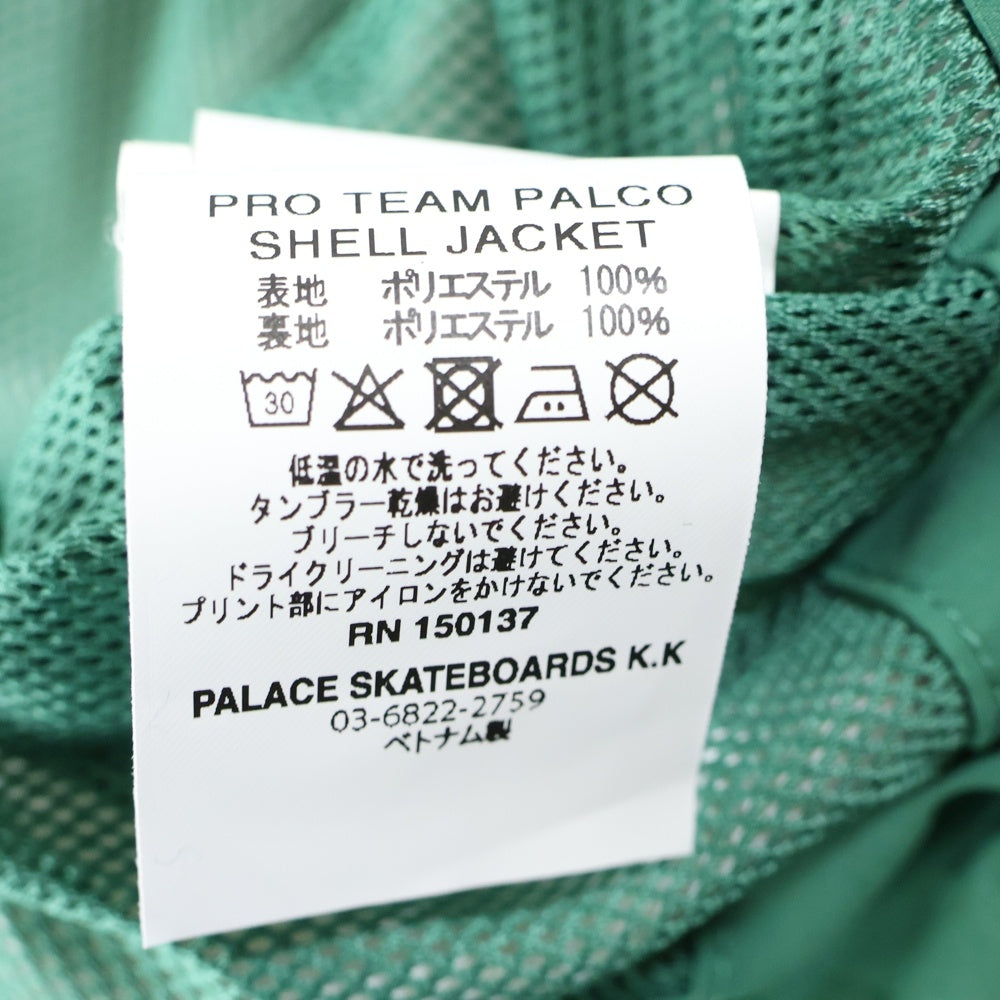 PRO TEAM PALCO
SHELL JACKET
表地 ポリエステル 100%
裏地 ポリエステル 100%
30
低温の水で洗ってください。
タンブラー乾燥はお避けください。
ブリーチしないでください。
ドライクリーニングは避けてください。
プリント部にアイロンをかけないでください。
RN 150137
PALACE SKATEBOARDS K.K
03-6822-2759
ベトナム製